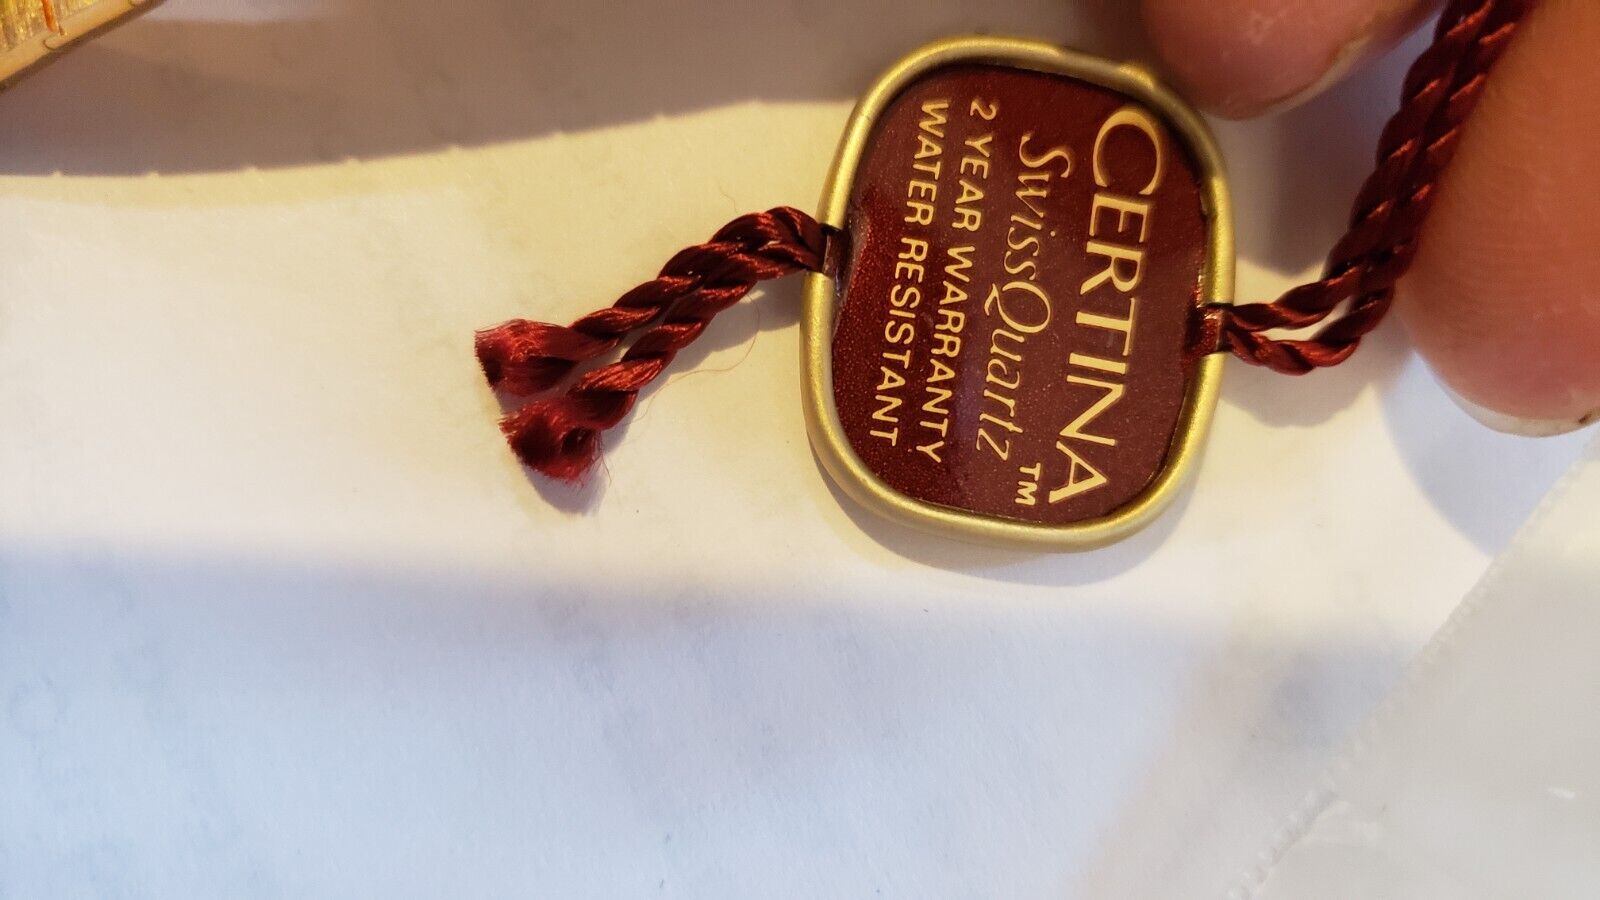 CERTINA
SwissQuartz ™
2 YEAR WARRANTY
WATER RESISTANT